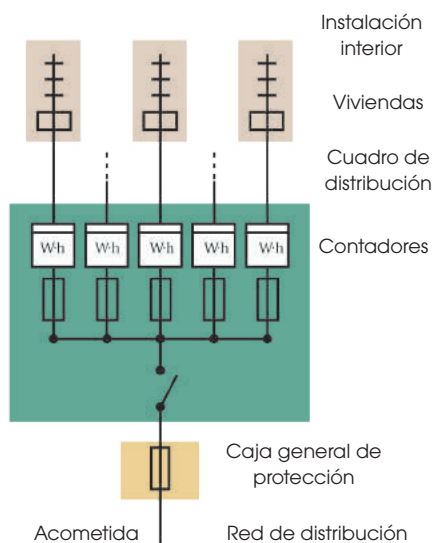 Instalación
interior
Viviendas
Cuadro de
distribución
W·h W·h W·h W·h W·h
Contadores
Caja general de
protección
Acometida
Red de distribución